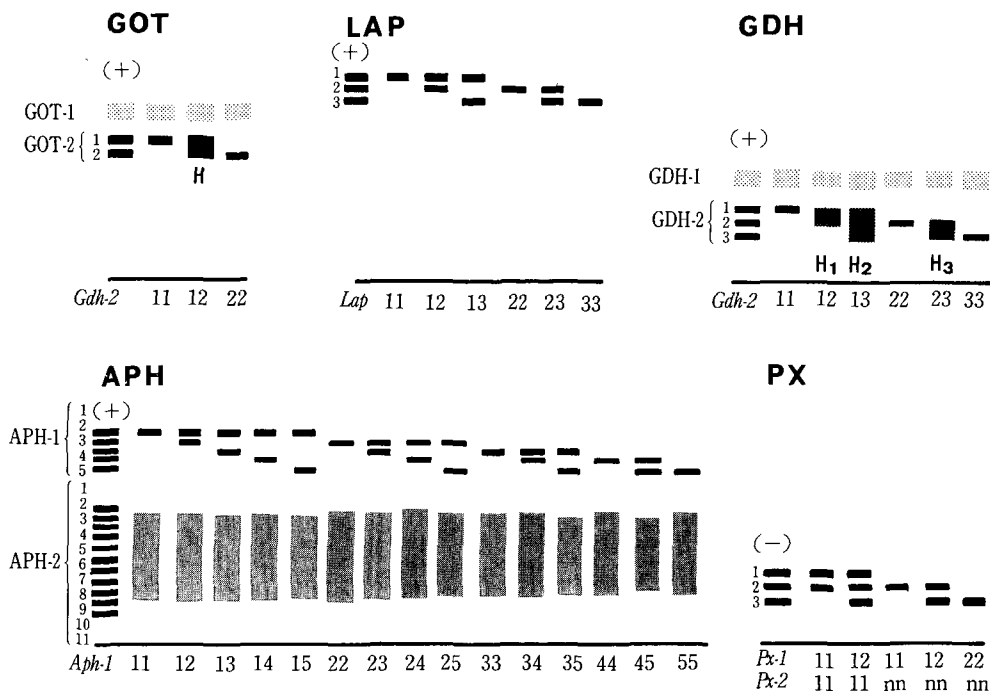 GOT
(+)
GOT-1
GOT-2
1
2
H
Gdh-2 11 12 22
LAP
(+)
1
2
3
Lap 11 12 13 22 23 33
GDH
(+)
GDH-1
GDH-2
1
2
3
H1 H2 H3
Gdh-2 11 12 13 22 23 33
APH
(+)
APH-1
1
2
3
4
5
APH-2
1
2
3
4
5
6
7
8
9
10
11
Aph-1 11 12 13 14 15 22 23 24 25 33 34 35 44 45 55
PX
(-)
1
2
3
Px-1 11 12 11 12 22
Px-2 11 11 nn nn nn